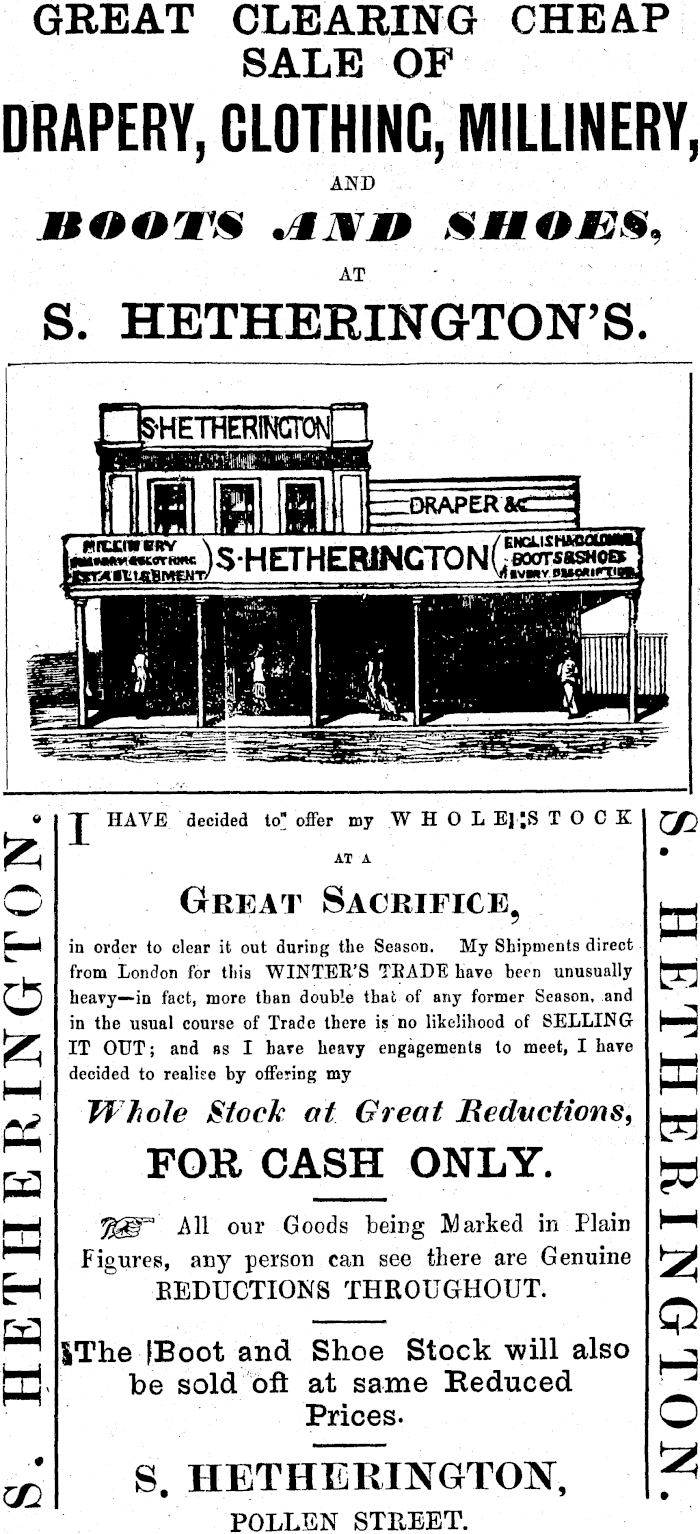 GREAT CLEARING CHEAP
SALE OF
DRAPERY, CLOTHING, MILLINERY,
AND
BOOTS AND SHOES,
AT
S. HETHERINGTON'S.
S. HETHERINGTON
DRAPER &c
MILLINERY
ESTABLISHMENT
S. HETHERINGTON
ENGLISH & COLONIAL
BOOTS & SHOES
EVERY DESCRIPTION
S. HETHERINGTON.
I HAVE decided to offer my WHOLE STOCK
AT A
GREAT SACRIFICE,
in order to clear it out during the Season. My Shipments direct
from London for this WINTER'S TRADE have been unusually
heavy—in fact, more than double that of any former Season, and
in the usual course of Trade there is no likelihood of SELLING
IT OUT; and as I have heavy engagements to meet, I have
decided to realise by offering my
Whole Stock at Great Reductions,
FOR CASH ONLY.
All our Goods being Marked in Plain
Figures, any person can see there are Genuine
REDUCTIONS THROUGHOUT.
The Boot and Shoe Stock will also
be sold off at same Reduced
Prices.
S. HETHERINGTON,
POLLEN STREET.
S. HETHERINGTON.